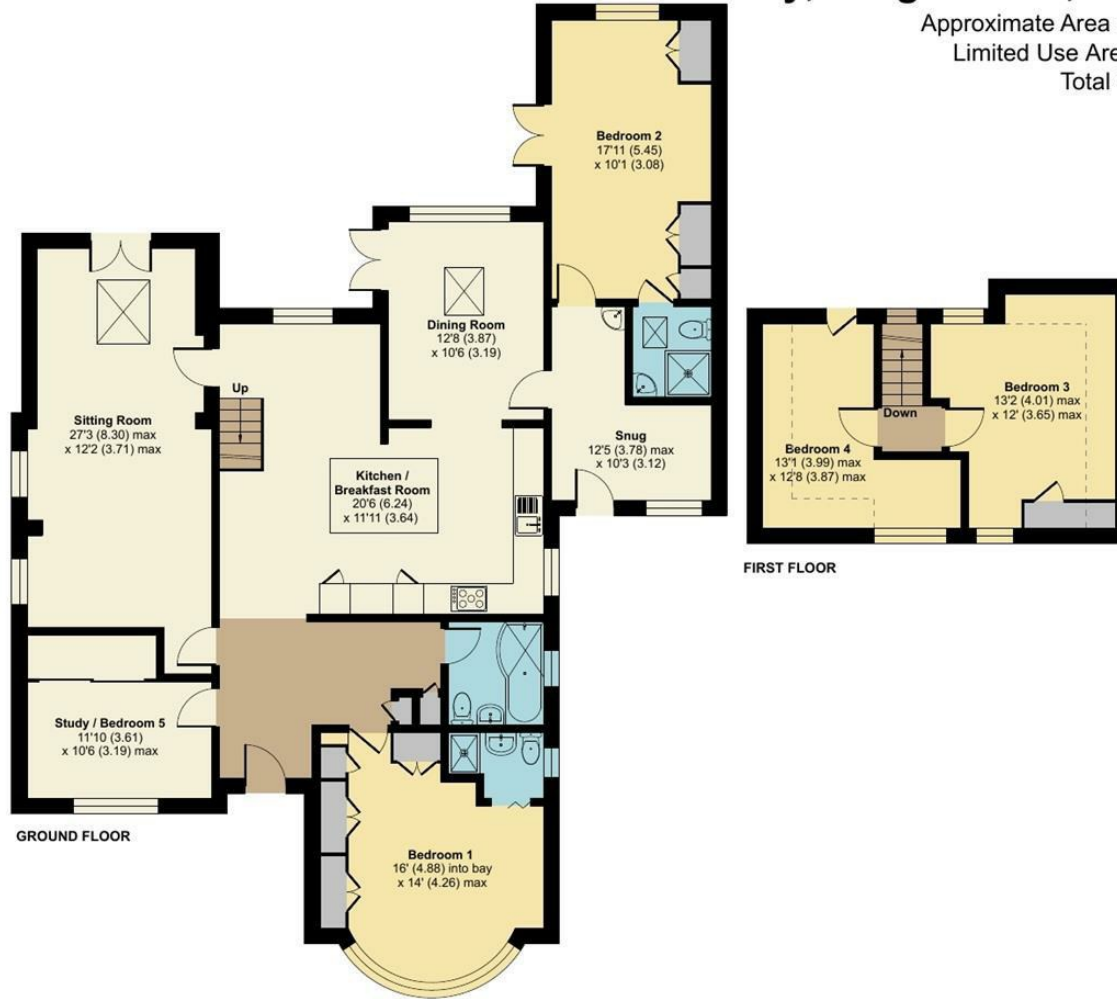 Approximate Area
Limited Use Are
Total
Bedroom 2
17'11 (5.45)
x 10'1 (3.08)
Dining Room
12'8 (3.87)
x 10'6 (3.19)
Up
Sitting Room
27'3 (8.30) max
x 12'2 (3.71) max
Kitchen /
Breakfast Room
20'6 (6.24)
x 11'11 (3.64)
Snug
12'5 (3.78) max
x 10'3 (3.12)
Bedroom 3
13'2 (4.01) max
x 12' (3.65) max
Down
Bedroom 4
13'1 (3.99) max
x 12'8 (3.87) max
FIRST FLOOR
Study / Bedroom 5
11'10 (3.61)
x 10'6 (3.19) max
GROUND FLOOR
Bedroom 1
16' (4.88) into bay
x 14' (4.26) max